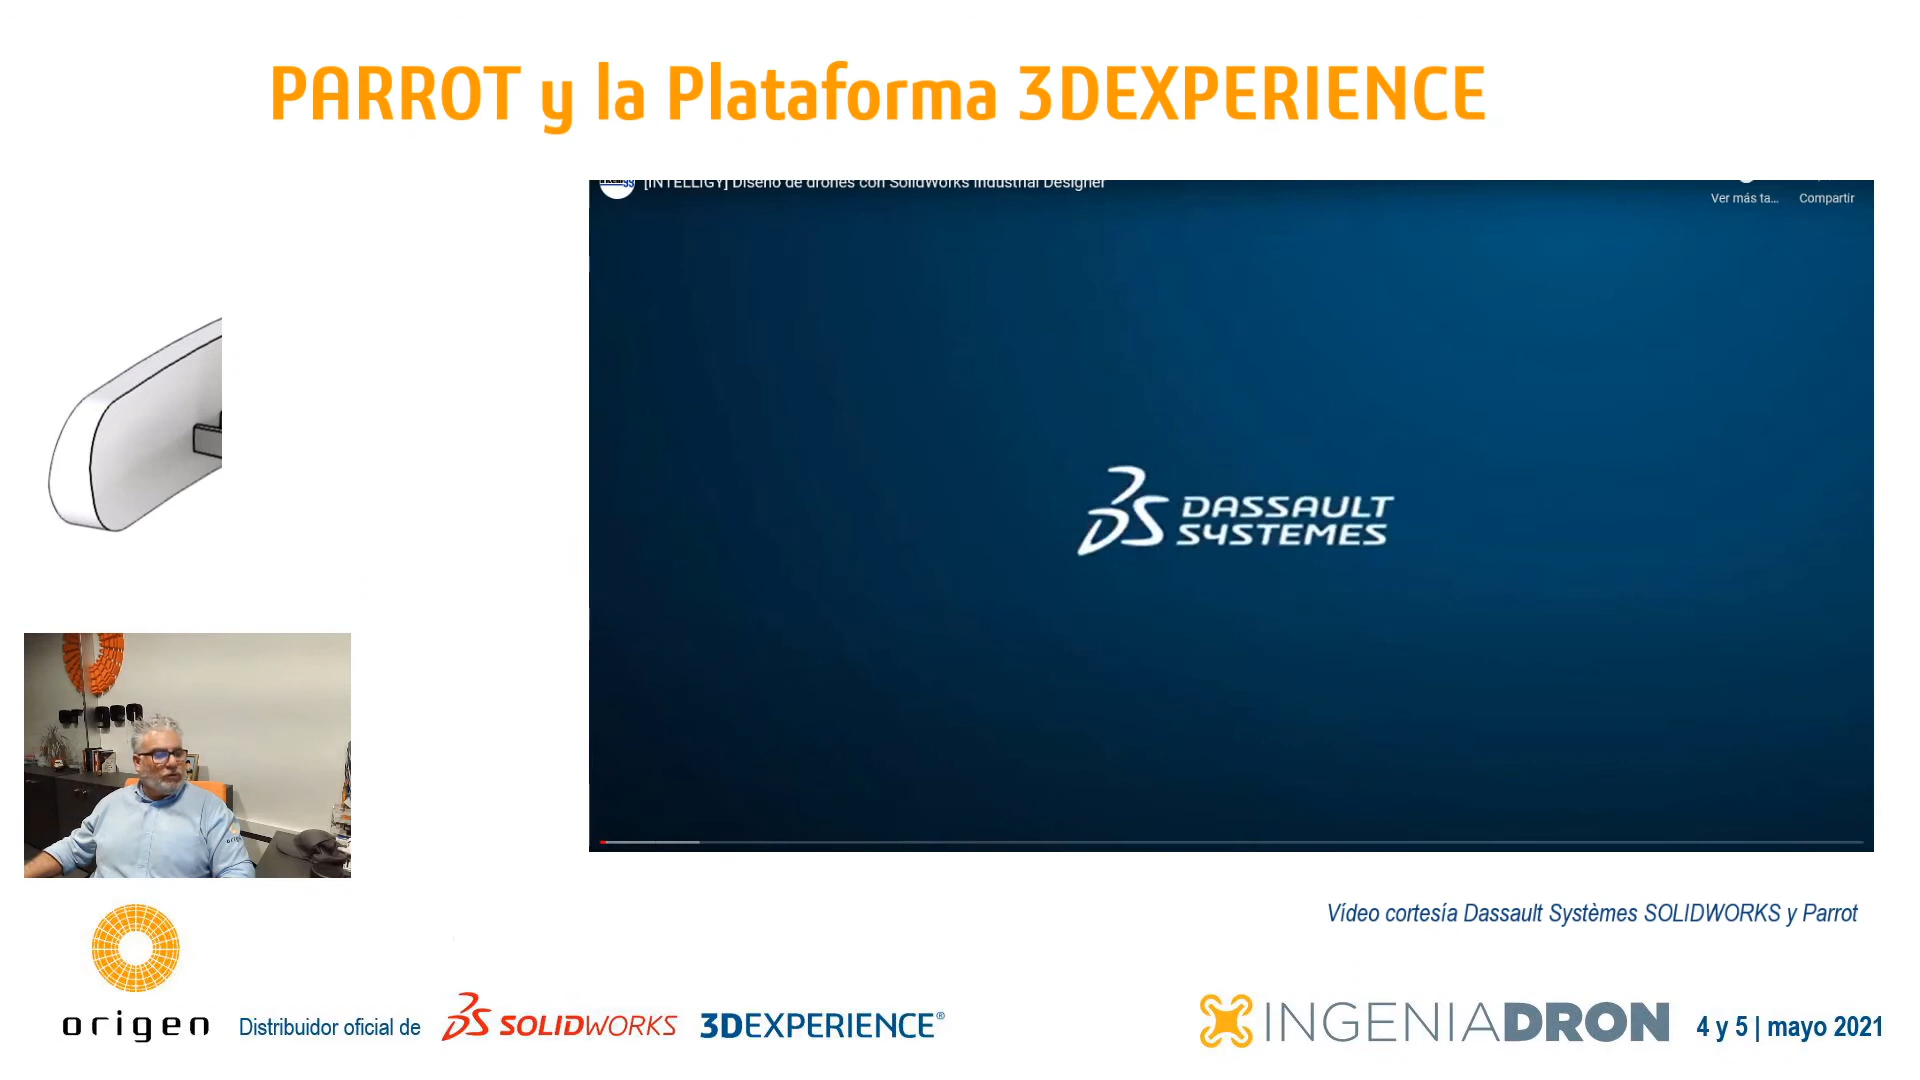 PARROT y la Plataforma 3DEXPERIENCE
[INTELLIGY] Diseño de drones con SolidWorks Industrial Designer
Ver más ta...
Compartir
DASSAULT
SYSTEMES
origen
Vídeo cortesía Dassault Systèmes SOLIDWORKS y Parrot
origen
Distribuidor oficial de
SOLIDWORKS
3DEXPERIENCE®
INGENIADRON
4 y 5 | mayo 2021